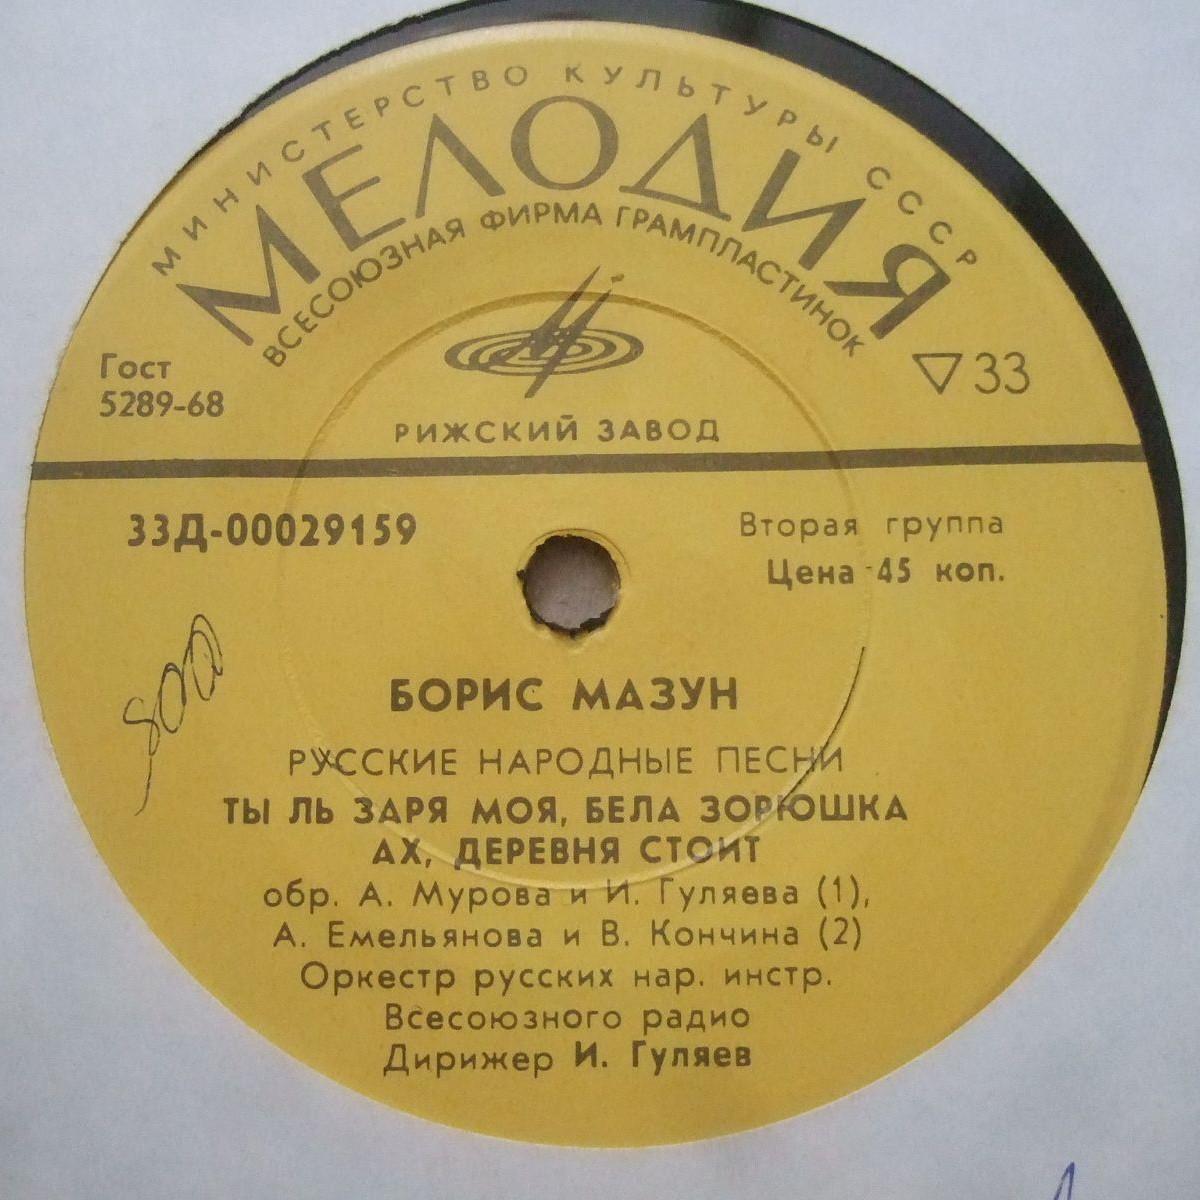 МИНИСТЕРСТВО КУЛЬТУРЫ СССР
МЕЛОДИЯ
ВСЕСОЮЗНАЯ ФИРМА ГРАМПЛАСТИНОК
Гост
5289-68
▽33
РИЖСКИЙ ЗАВОД
33Д-00029159
Вторая группа
Цена 45 коп.
БОРИС МАЗУН
РУССКИЕ НАРОДНЫЕ ПЕСНИ
ТЫ ЛЬ ЗАРЯ МОЯ, БЕЛА ЗОРЮШКА
АХ, ДЕРЕВНЯ СТОИТ
обр. А. Мурова и И. Гуляева (1),
А. Емельянова и В. Кончина (2)
Оркестр русских нар. инстр.
Всесоюзного радио
Дирижер И. Гуляев